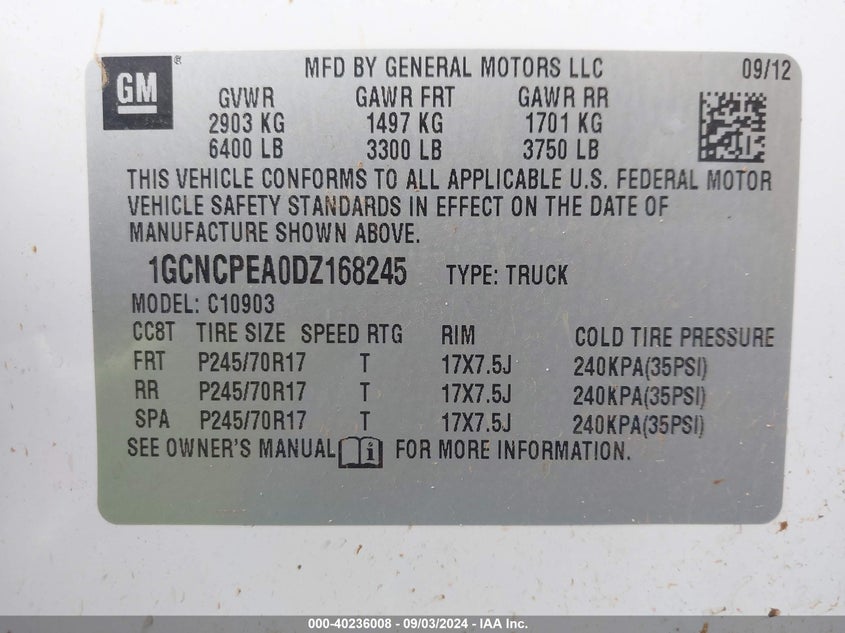 GM ® MFD BY GENERAL MOTORS LLC 09/12
GVWR GAWR FRT GAWR RR
2903 KG 1497 KG 1701 KG
6400 LB 3300 LB 3750 LB
THIS VEHICLE CONFORMS TO ALL APPLICABLE U.S. FEDERAL MOTOR
VEHICLE SAFETY STANDARDS IN EFFECT ON THE DATE OF
MANUFACTURE SHOWN ABOVE.
1GCNCPEA0DZ168245 TYPE: TRUCK
MODEL: C10903
CC8T TIRE SIZE SPEED RTG RIM COLD TIRE PRESSURE
FRT P245/70R17 T 17X7.5J 240KPA(35PSI)
RR P245/70R17 T 17X7.5J 240KPA(35PSI)
SPA P245/70R17 T 17X7.5J 240KPA(35PSI)
SEE OWNER'S MANUAL i FOR MORE INFORMATION.
000-40236008 - 09/03/2024 - IAA Inc.